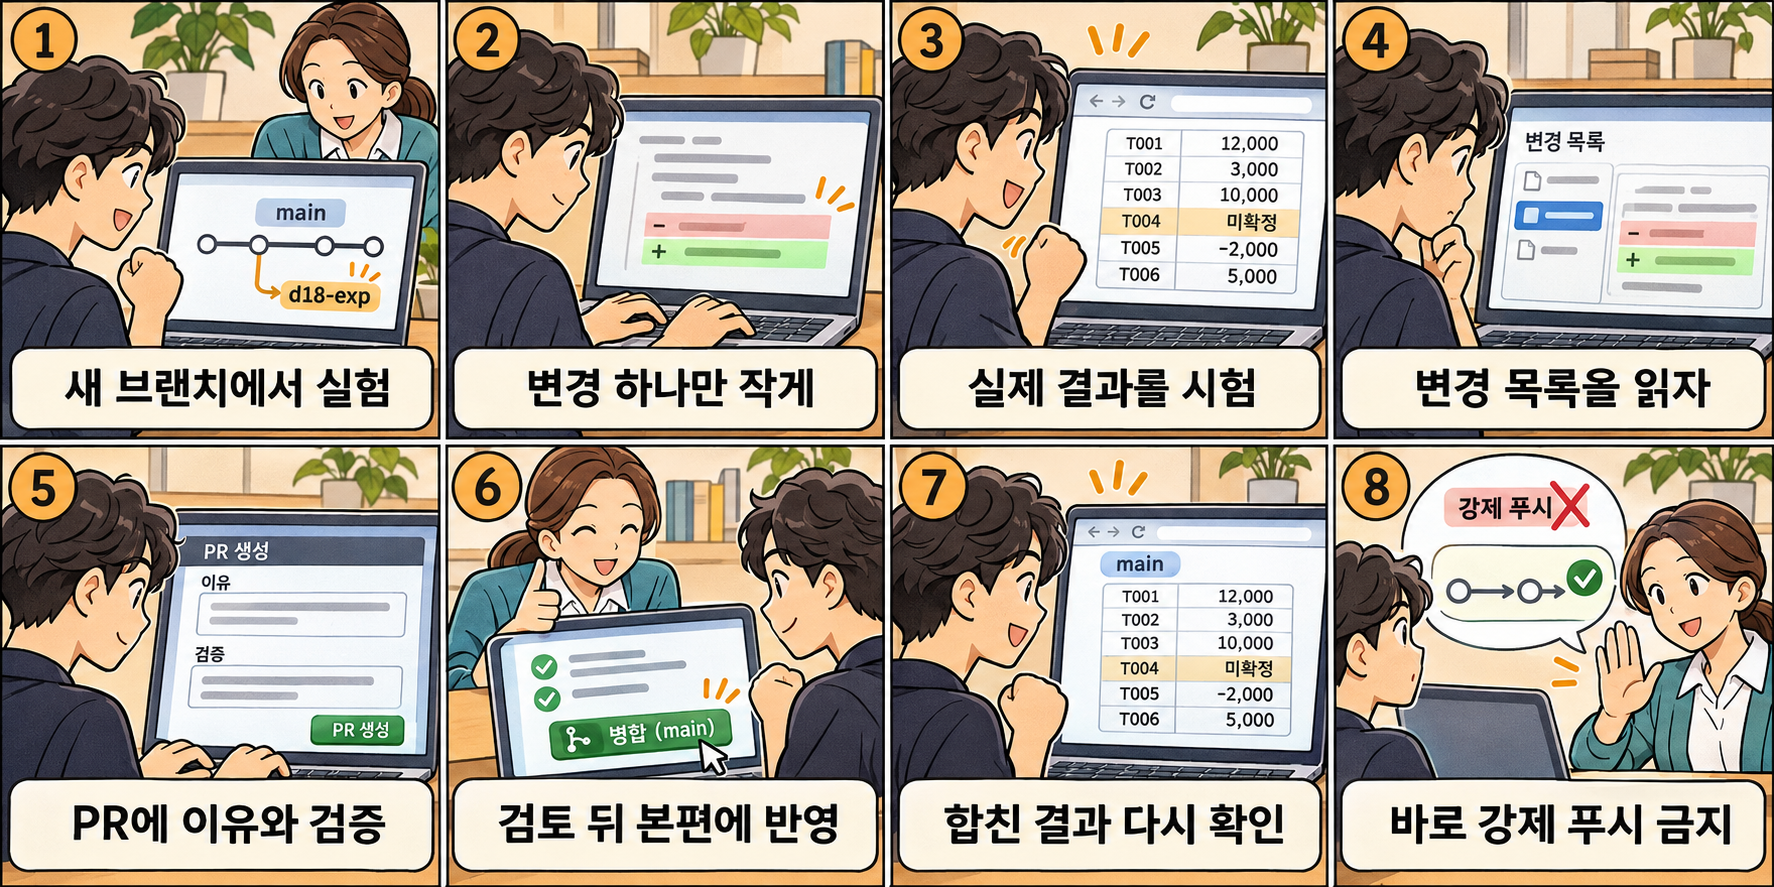 1
main
d18-exp
새 브랜치에서 실험
2
−
+
변경 하나만 작게
3
T001 12,000
T002 3,000
T003 10,000
T004 미확정
T005 -2,000
T006 5,000
실제 결과롤 시험
4
변경 목록
−
+
변경 목록올 읽자
5
PR 생성
이유
검증
PR 생성
PR에 이유와 검증
6
병합 (main)
검토 뒤 본편에 반영
7
main
T001 12,000
T002 3,000
T003 10,000
T004 미확정
T005 -2,000
T006 5,000
합친 결과 다시 확인
8
강제 푸시
바로 강제 푸시 금지